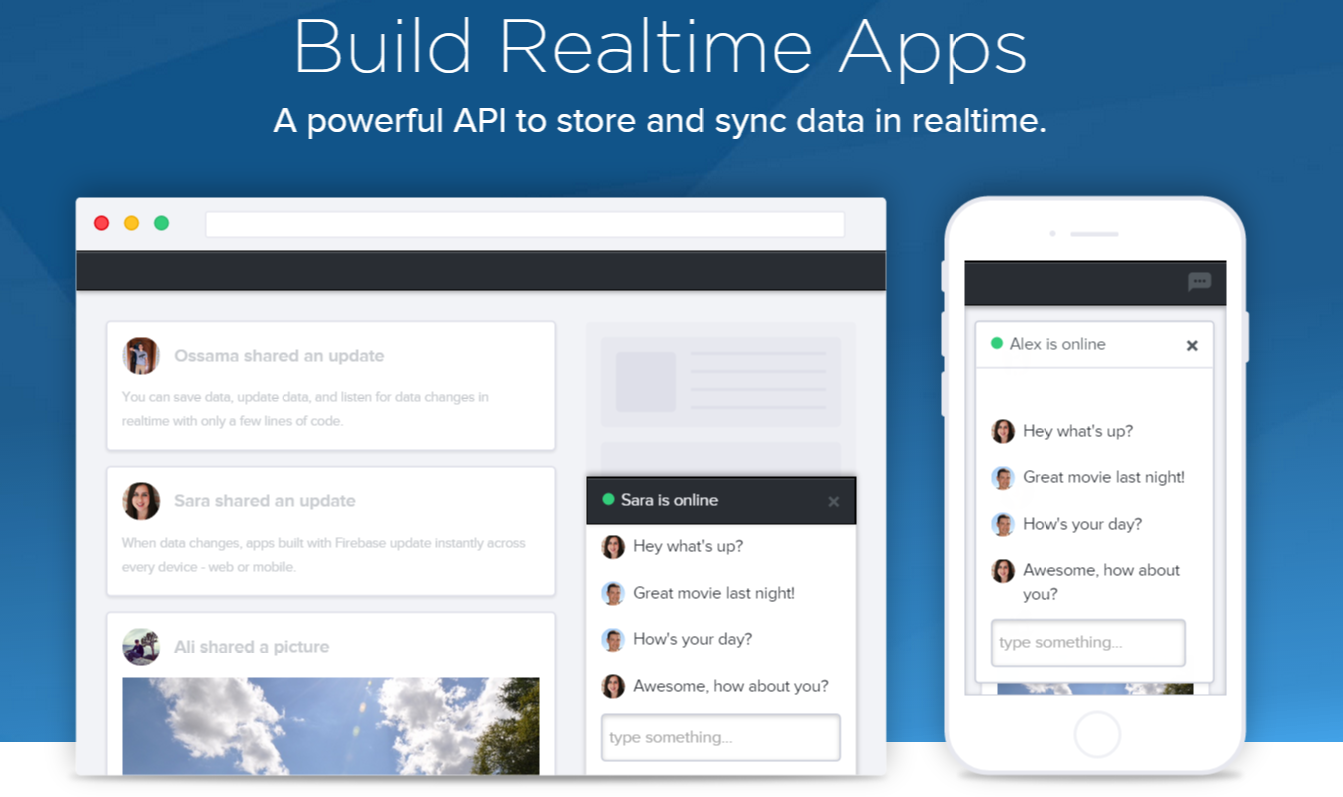 Build Realtime Apps
A powerful API to store and sync data in realtime.
Ossama shared an update
You can save data, update data, and listen for data changes in
realtime with only a few lines of code.
Sara shared an update
When data changes, apps built with Firebase update instantly across
every device - web or mobile.
Ali shared a picture
Sara is online
Hey what's up?
Great movie last night!
How's your day?
Awesome, how about you?
type something...
Alex is online
Hey what's up?
Great movie last night!
How's your day?
Awesome, how about
you?
type something...